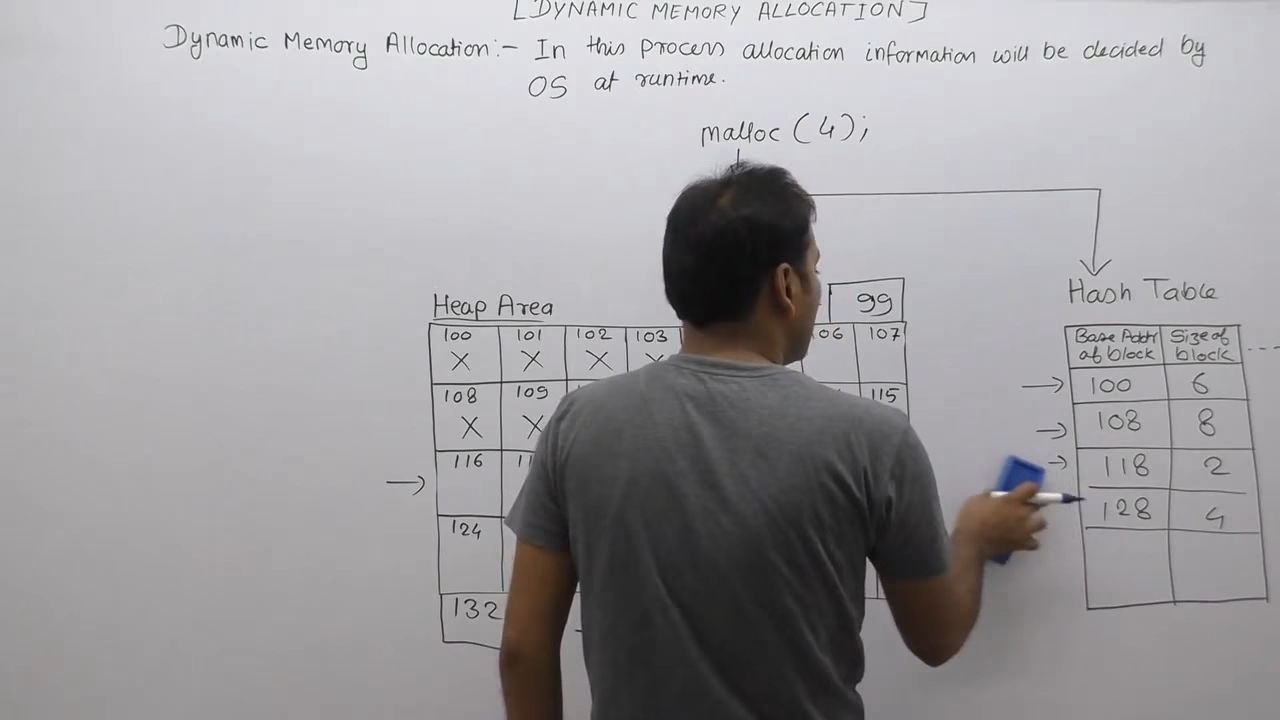 [DYNAMIC MEMORY ALLOCATION]
Dynamic Memory Allocation:- In this process allocation information will be decided by
OS at runtime.
malloc (4);
Heap Area
99
100 101 102 103 06 107
X X X X
108 109 115
X X
116
124
132
Hash Table
Base Addr of block Size of block
100 6
108 8
118 2
128 4